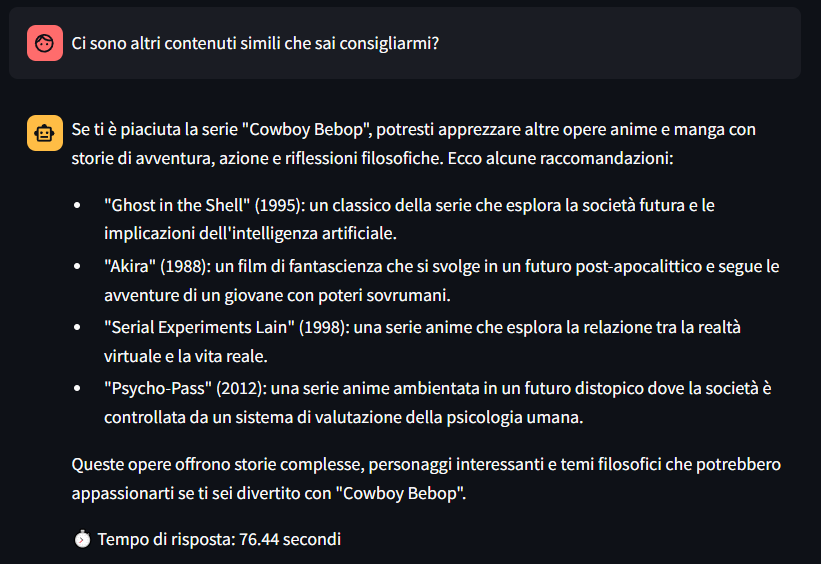 Ci sono altri contenuti simili che sai consigliarmi?
Se ti è piaciuta la serie "Cowboy Bebop", potresti apprezzare altre opere anime e manga con
storie di avventura, azione e riflessioni filosofiche. Ecco alcune raccomandazioni:
• "Ghost in the Shell" (1995): un classico della serie che esplora la società futura e le
implicazioni dell'intelligenza artificiale.
• "Akira" (1988): un film di fantascienza che si svolge in un futuro post-apocalittico e segue le
avventure di un giovane con poteri sovrumani.
• "Serial Experiments Lain" (1998): una serie anime che esplora la relazione tra la realtà
virtuale e la vita reale.
• "Psycho-Pass" (2012): una serie anime ambientata in un futuro distopico dove la società è
controllata da un sistema di valutazione della psicologia umana.
Queste opere offrono storie complesse, personaggi interessanti e temi filosofici che potrebbero
appassionarti se ti sei divertito con "Cowboy Bebop".
Tempo di risposta: 76.44 secondi